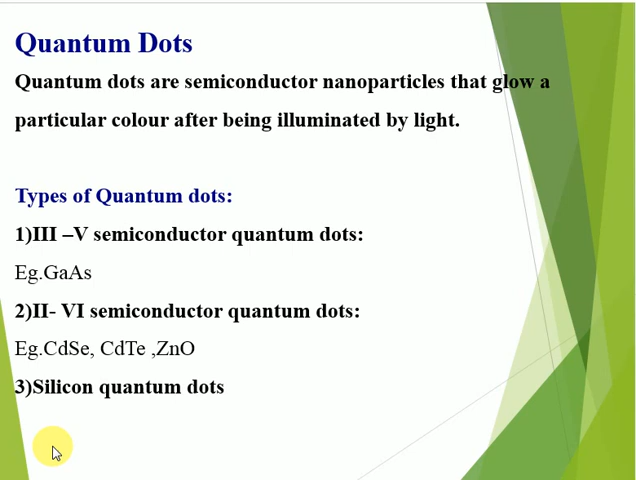 Quantum Dots
Quantum dots are semiconductor nanoparticles that glow a
particular colour after being illuminated by light.
Types of Quantum dots:
1)III –V semiconductor quantum dots:
Eg.GaAs
2)II- VI semiconductor quantum dots:
Eg.CdSe, CdTe ,ZnO
3)Silicon quantum dots